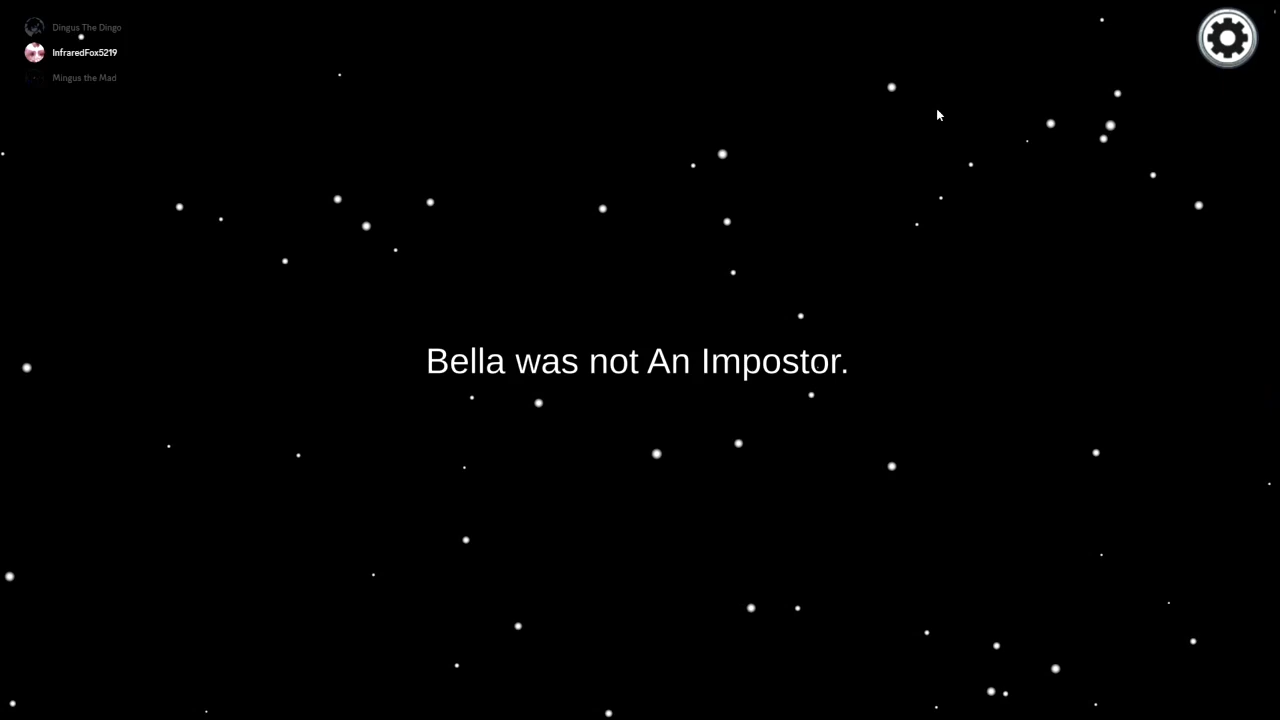 Dingus The Dingo
InfraredFox5219
Mingus the Mad
Bella was not An Impostor.